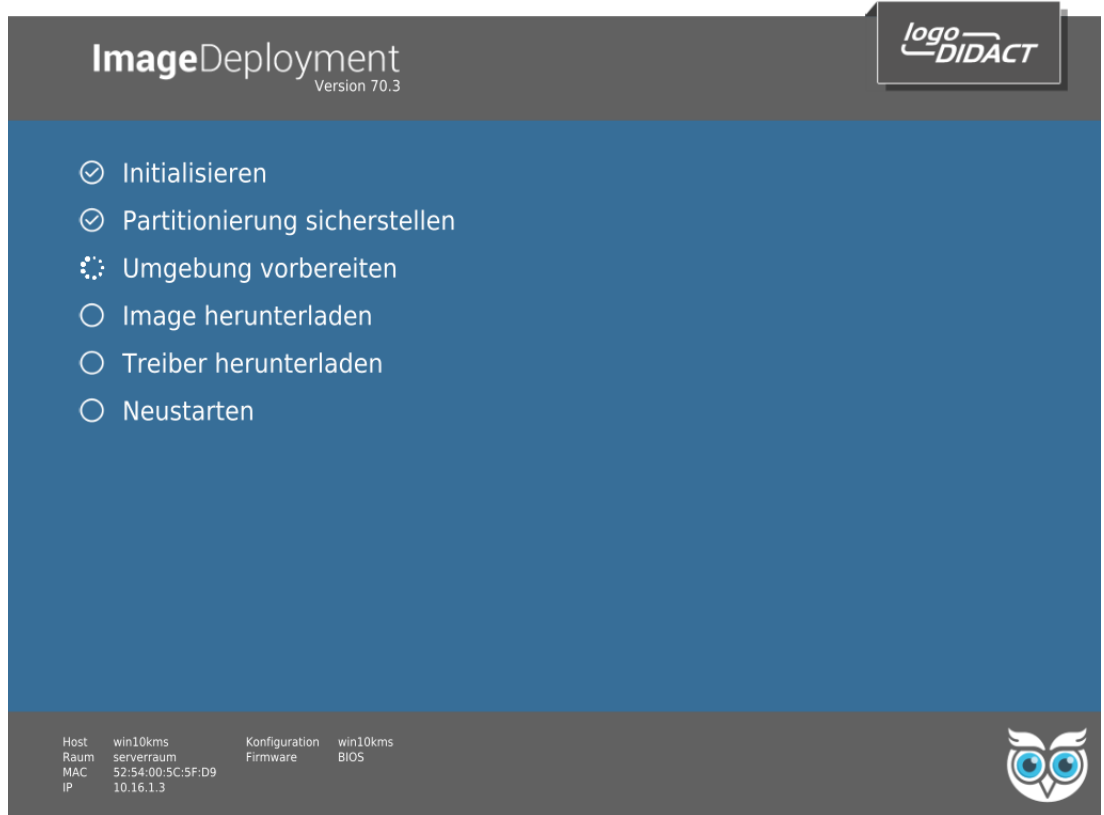 ImageDeployment
Version 70.3
logo
DIDACT
Initialisieren
Partitionierung sicherstellen
Umgebung vorbereiten
Image herunterladen
Treiber herunterladen
Neustarten
Host win10kms Konfiguration win10kms
Raum serverraum Firmware BIOS
MAC 52:54:00:5C:5F:D9
IP 10.16.1.3